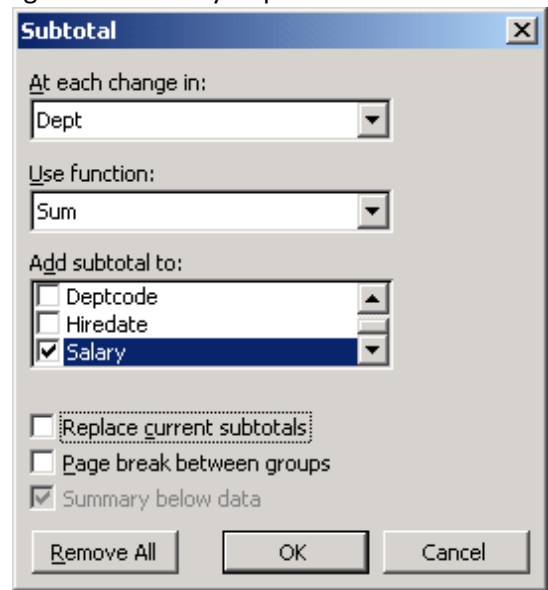 Subtotal
At each change in:
Dept
Use function:
Sum
Add subtotal to:
Deptcode
Hiredate
Salary
Replace current subtotals
Page break between groups
Summary below data
Remove All OK Cancel